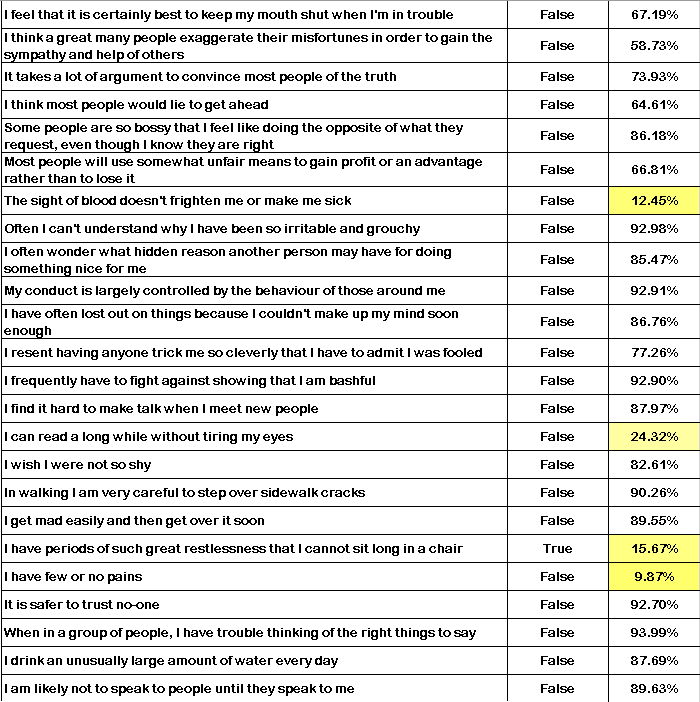 I feel that it is certainly best to keep my mouth shut when I'm in trouble False 67.19%
I think a great many people exaggerate their misfortunes in order to gain the
sympathy and help of others False 58.73%
It takes a lot of argument to convince most people of the truth False 73.93%
I think most people would lie to get ahead False 64.61%
Some people are so bossy that I feel like doing the opposite of what they
request, even though I know they are right False 86.18%
Most people will use somewhat unfair means to gain profit or an advantage
rather than to lose it False 66.81%
The sight of blood doesn't frighten me or make me sick False 12.45%
Often I can't understand why I have been so irritable and grouchy False 92.98%
I often wonder what hidden reason another person may have for doing
something nice for me False 85.47%
My conduct is largely controlled by the behaviour of those around me False 92.91%
I have often lost out on things because I couldn't make up my mind soon
enough False 86.76%
I resent having anyone trick me so cleverly that I have to admit I was fooled False 77.26%
I frequently have to fight against showing that I am bashful False 92.90%
I find it hard to make talk when I meet new people False 87.97%
I can read a long while without tiring my eyes False 24.32%
I wish I were not so shy False 82.61%
In walking I am very careful to step over sidewalk cracks False 90.26%
I get mad easily and then get over it soon False 89.55%
I have periods of such great restlessness that I cannot sit long in a chair True 15.67%
I have few or no pains False 9.87%
It is safer to trust no-one False 92.70%
When in a group of people, I have trouble thinking of the right things to say False 93.99%
I drink an unusually large amount of water every day False 87.69%
I am likely not to speak to people until they speak to me False 89.63%